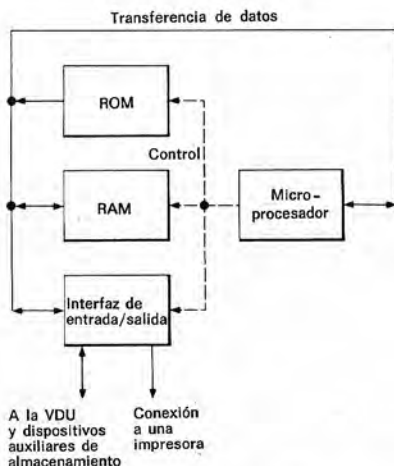 Transferencia de datos
ROM
Control
RAM
Micro-
procesador
Interfaz de
entrada/salida
A la VDU
y dispositivos
auxiliares de
almacenamiento
Conexión
a una
impresora